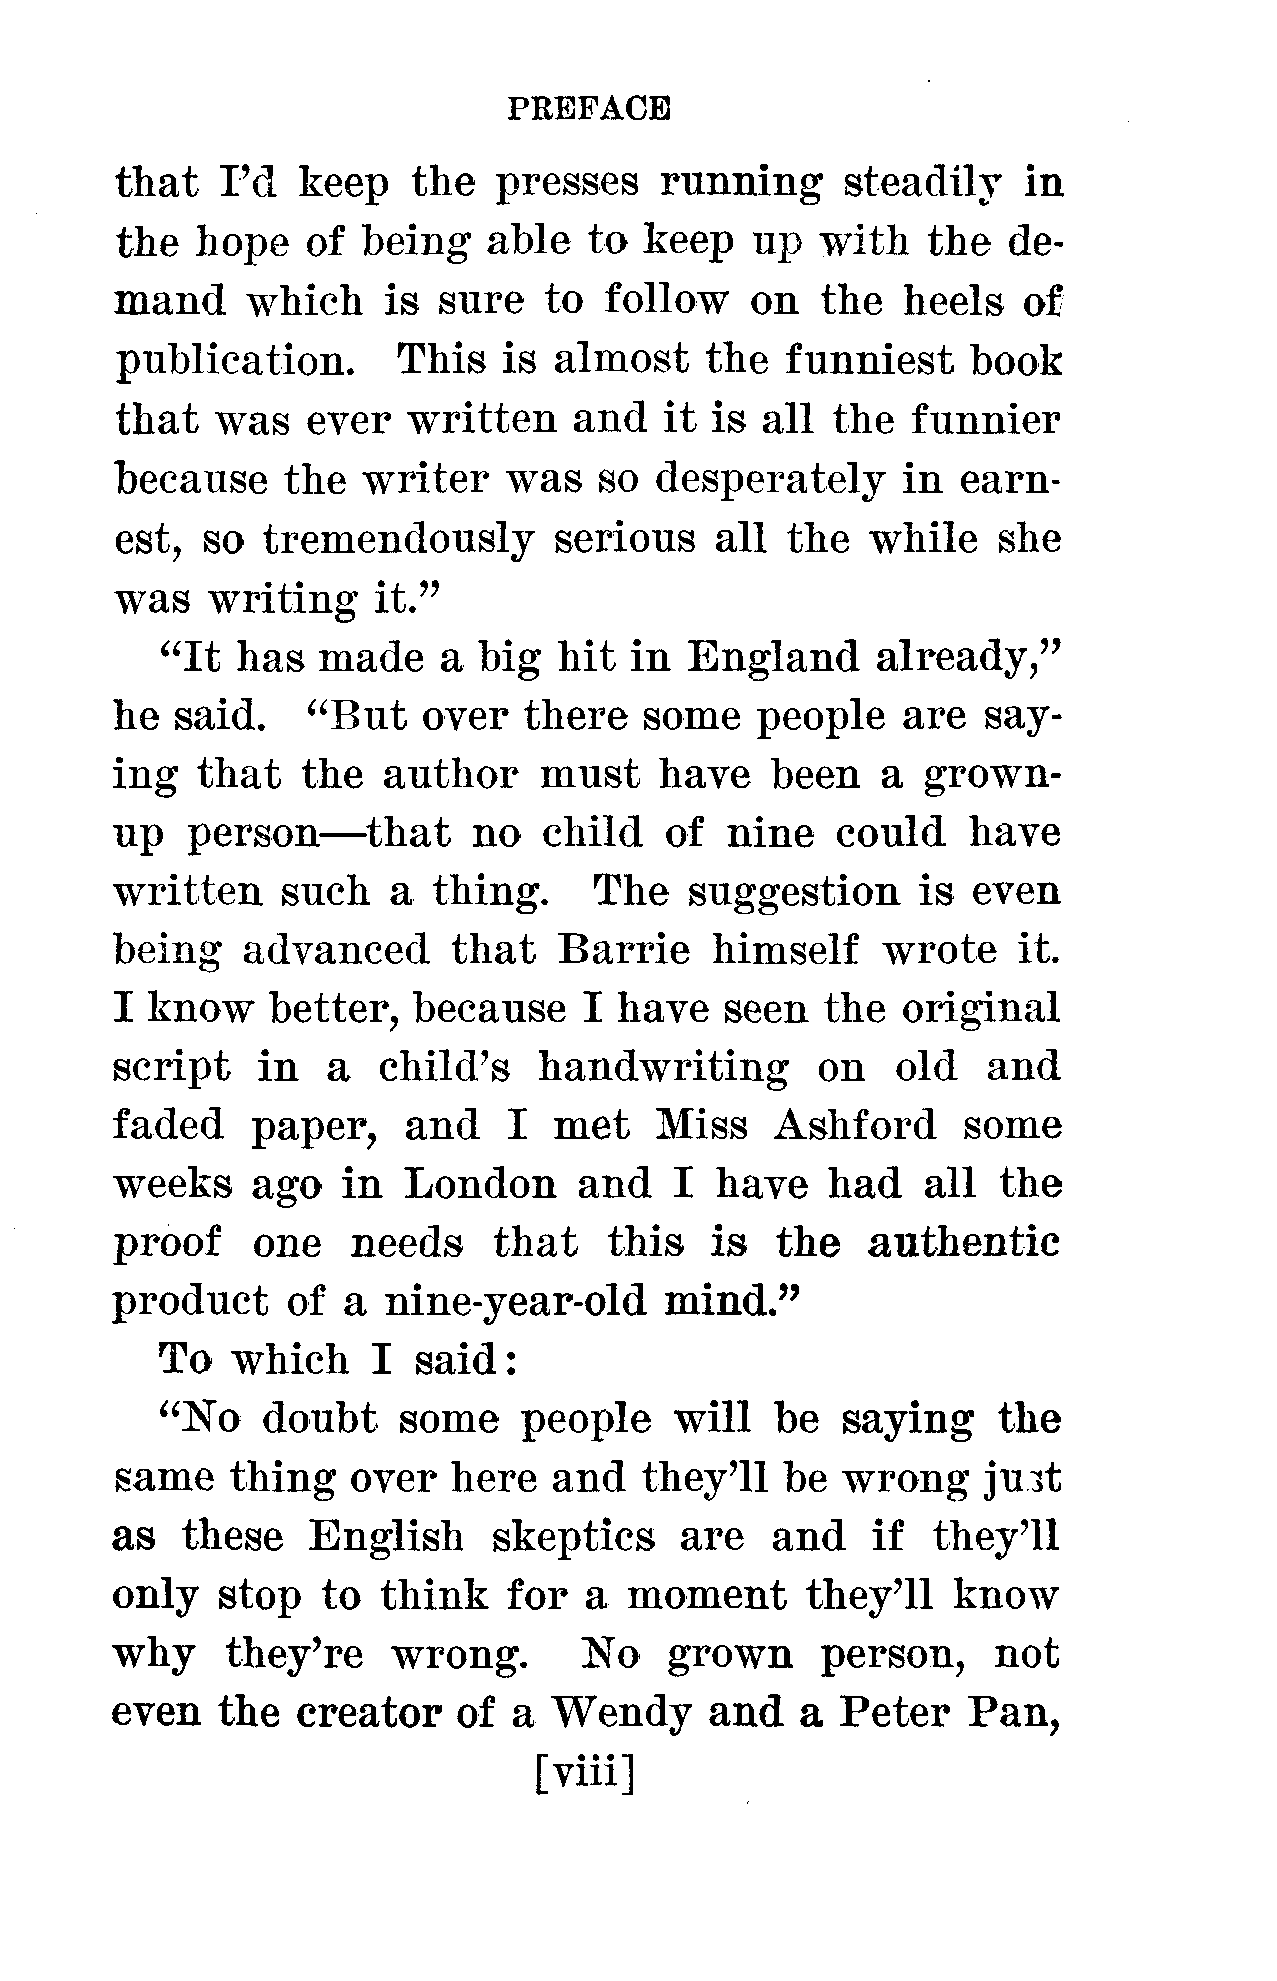 PREFACE
that I'd keep the presses running steadily in
the hope of being able to keep up with the de-
mand which is sure to follow on the heels of
publication. This is almost the funniest book
that was ever written and it is all the funnier
because the writer was so desperately in earn-
est, so tremendously serious all the while she
was writing it."
"It has made a big hit in England already,"
he said. "But over there some people are say-
ing that the author must have been a grown-
up person—that no child of nine could have
written such a thing. The suggestion is even
being advanced that Barrie himself wrote it.
I know better, because I have seen the original
script in a child's handwriting on old and
faded paper, and I met Miss Ashford some
weeks ago in London and I have had all the
proof one needs that this is the authentic
product of a nine-year-old mind."
To which I said:
"No doubt some people will be saying the
same thing over here and they'll be wrong just
as these English skeptics are and if they'll
only stop to think for a moment they'll know
why they're wrong. No grown person, not
even the creator of a Wendy and a Peter Pan,
[viii]